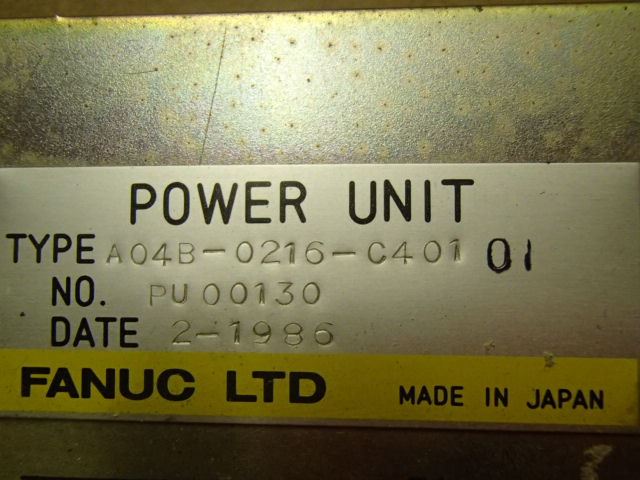 POWER UNIT
TYPE A04B-0216-C401 01
NO. PU00130
DATE 2-1986
FANUC LTD MADE IN JAPAN